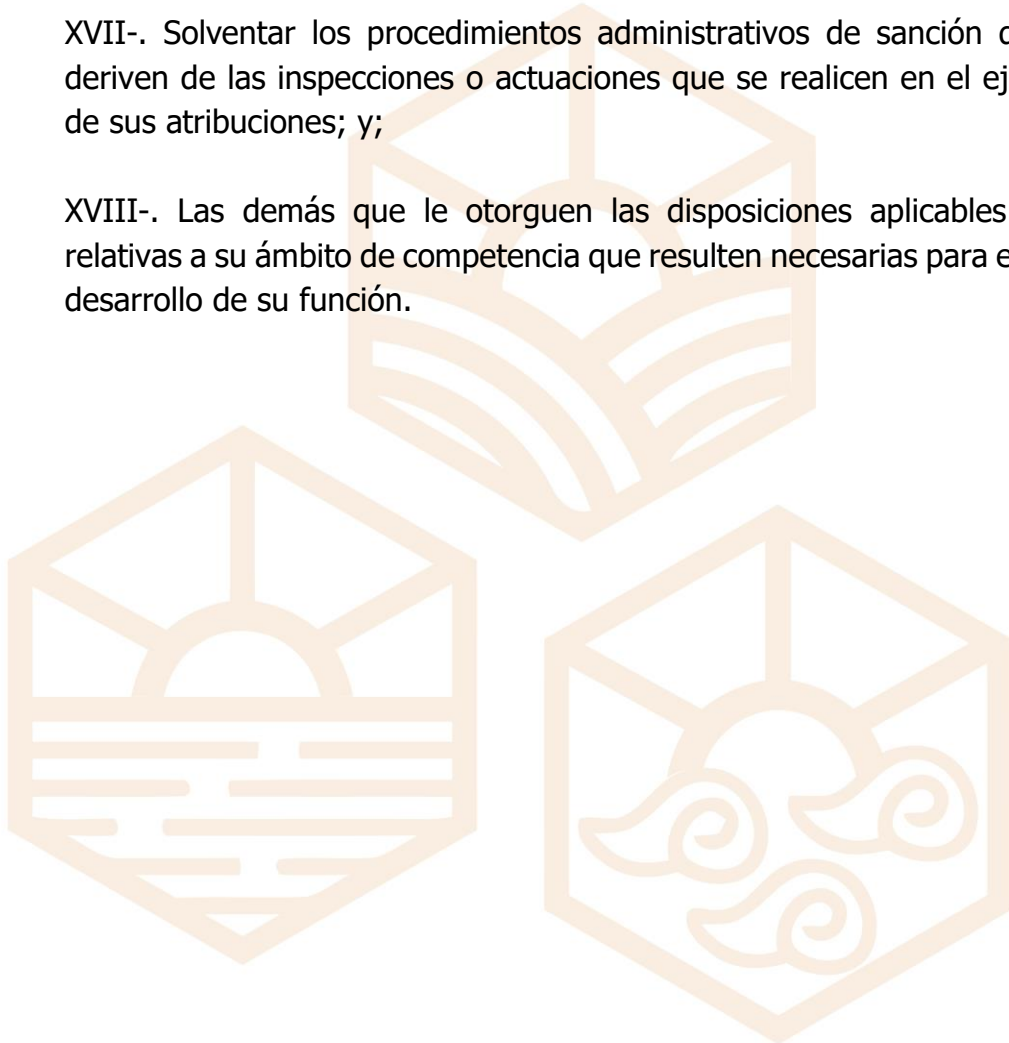 XVII-. Solventar los procedimientos administrativos de sanción
deriven de las inspecciones o actuaciones que se realicen en el
de sus atribuciones; y;
XVIII-. Las demás que le otorguen las disposiciones aplicables
relativas a su ámbito de competencia que resulten necesarias para
desarrollo de su función.